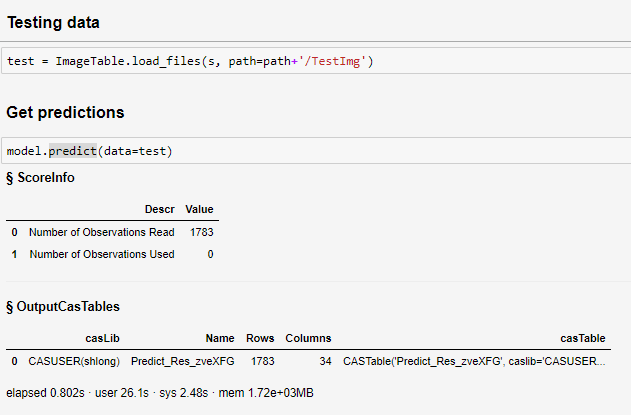 Testing data
test = ImageTable.load_files(s, path=path+'/TestImg')
Get predictions
model.predict(data=test)
§ ScoreInfo
Descr Value
0 Number of Observations Read 1783
1 Number of Observations Used 0
§ OutputCasTables
casLib Name Rows Columns casTable
0 CASUSER(shlong) Predict_Res_zveXFG 1783 34 CASTable('Predict_Res_zveXFG', caslib='CASUSER...
elapsed 0.802s · user 26.1s · sys 2.48s · mem 1.72e+03MB